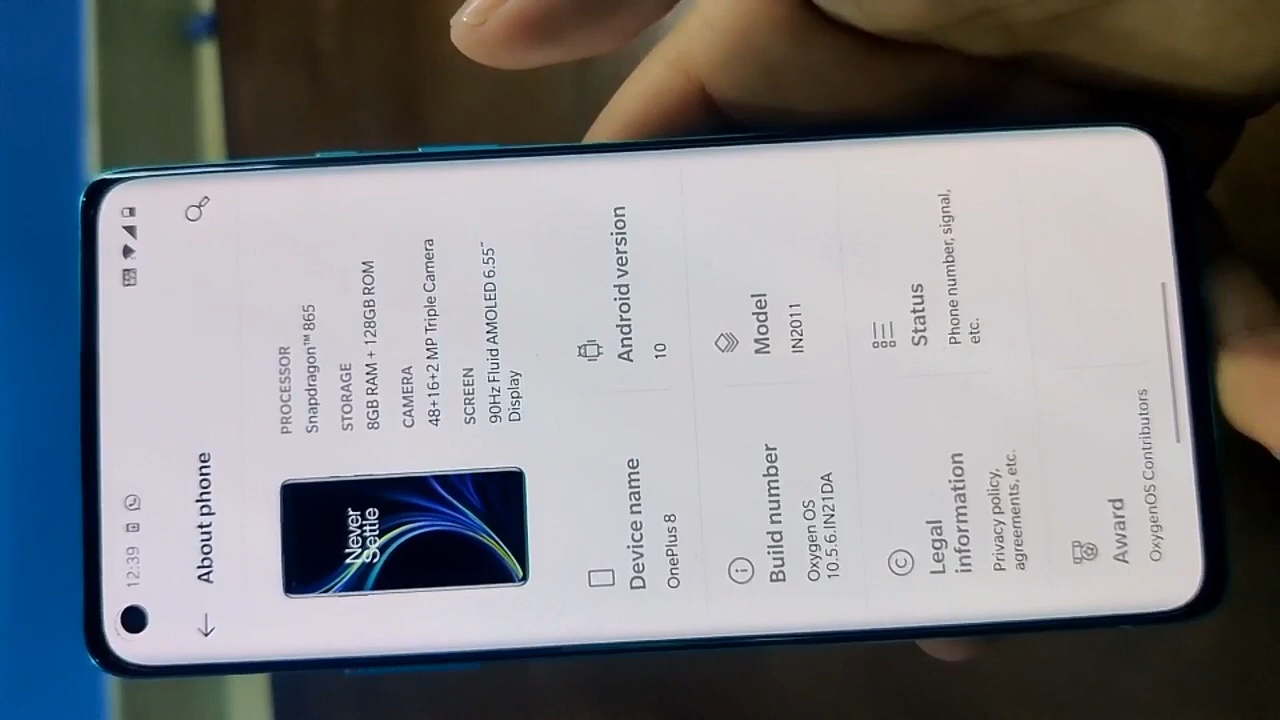 12:39
About phone
Never
Settle
PROCESSOR
Snapdragon™ 865
STORAGE
8GB RAM + 128GB ROM
CAMERA
48+16+2 MP Triple Camera
SCREEN
90Hz Fluid AMOLED 6.55"
Display
Device name
OnePlus 8
Android version
10
Build number
Oxygen OS
10.5.6.IN21DA
Model
IN2011
Legal
information
Privacy policy,
agreements, etc.
Status
Phone number, signal,
etc.
Award
OxygenOS Contributors